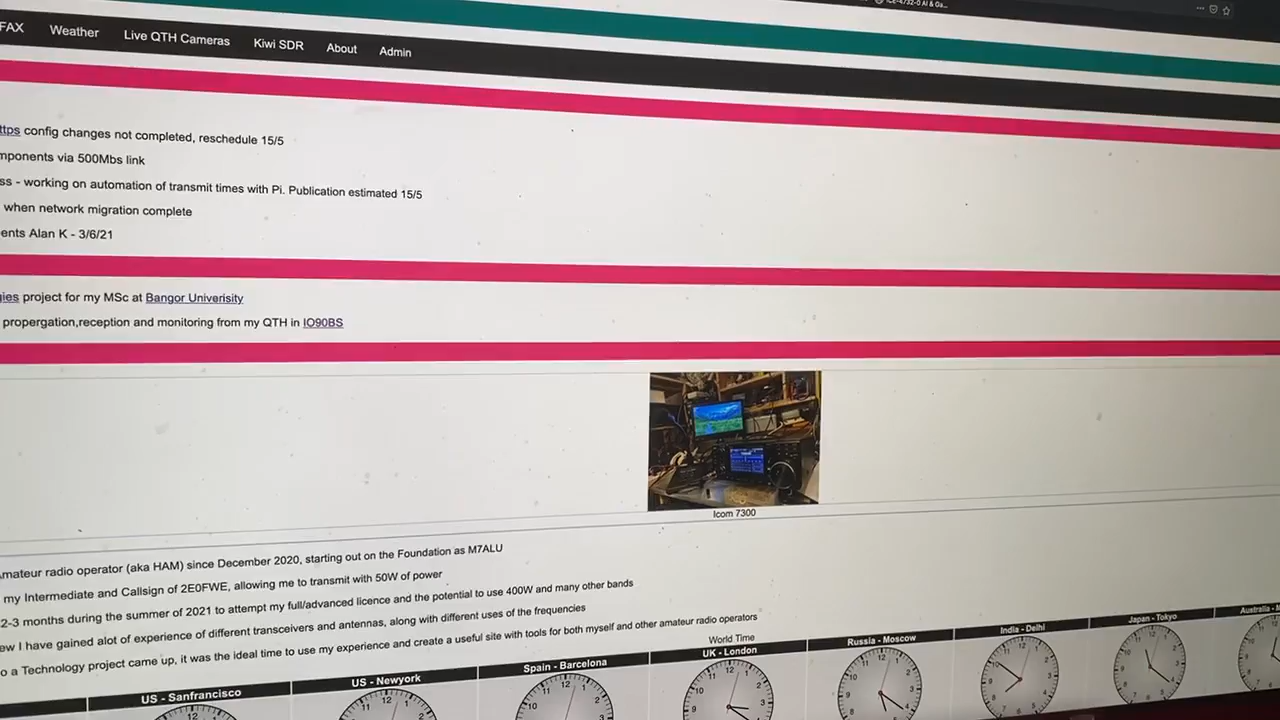 FAX Weather Live QTH Cameras Kiwi SDR About Admin
ttps config changes not completed, reschedule 15/5
mponents via 500Mbs link
ss - working on automation of transmit times with Pi. Publication estimated 15/5
when network migration complete
ents Alan K - 3/6/21
gies project for my MSc at Bangor Univerisity
propergation,reception and monitoring from my QTH in IO90BS
Icom 7300
mateur radio operator (aka HAM) since December 2020, starting out on the Foundation as M7ALU
my Intermediate and Callsign of 2E0FWE, allowing me to transmit with 50W of power
2-3 months during the summer of 2021 to attempt my full/advanced licence and the potential to use 400W and many other bands
ew I have gained alot of experience of different transceivers and antennas, along with different uses of the frequencies
o a Technology project came up, it was the ideal time to use my experience and create a useful site with tools for both myself and other amateur radio operators
World Time
US - Sanfrancisco US - Newyork Spain - Barcelona UK - London Russia - Moscow India - Delhi Japan - Tokyo Australia - M